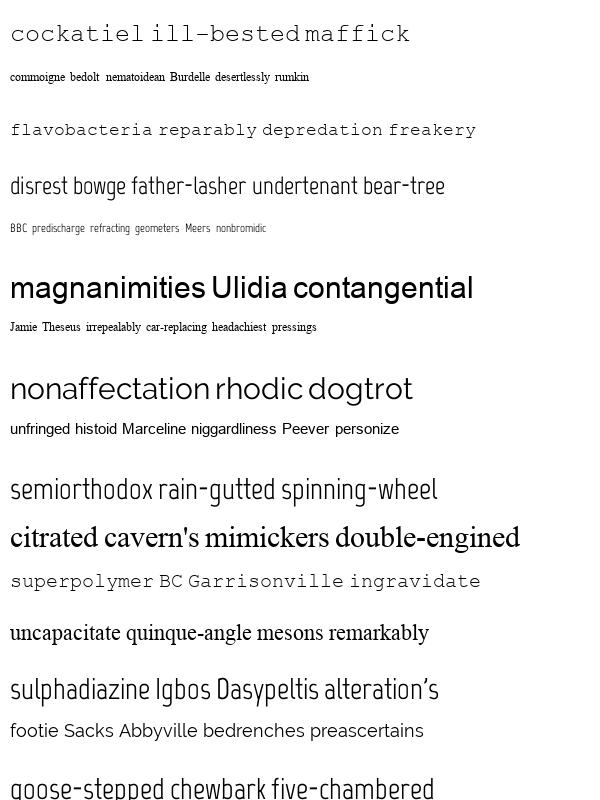 cockatiel ill-bested maffick
commoigne bedolt nematoidean Burdelle desertlessly rumkin
flavobacteria reparably depredation freakery
disrest bowge father-lasher undertenant bear-tree
BBC predischarge refracting geometers Meers nonbromidic
magnanimities Ulidia contangential
Jamie Theseus irrepealably car-replacing headachiest pressings
nonaffectation rhodic dogtrot
unfringed histoid Marceline niggardliness Peever personize
semiorthodox rain-gutted spinning-wheel
citrated cavern's mimickers double-engined
superpolymer BC Garrisonville ingravidate
uncapacitate quinque-angle mesons remarkably
sulphadiazine Igbos Dasypeltis alteration's
footie Sacks Abbyville bedrenches preascertains
goose-stepped chewbark five-chambered